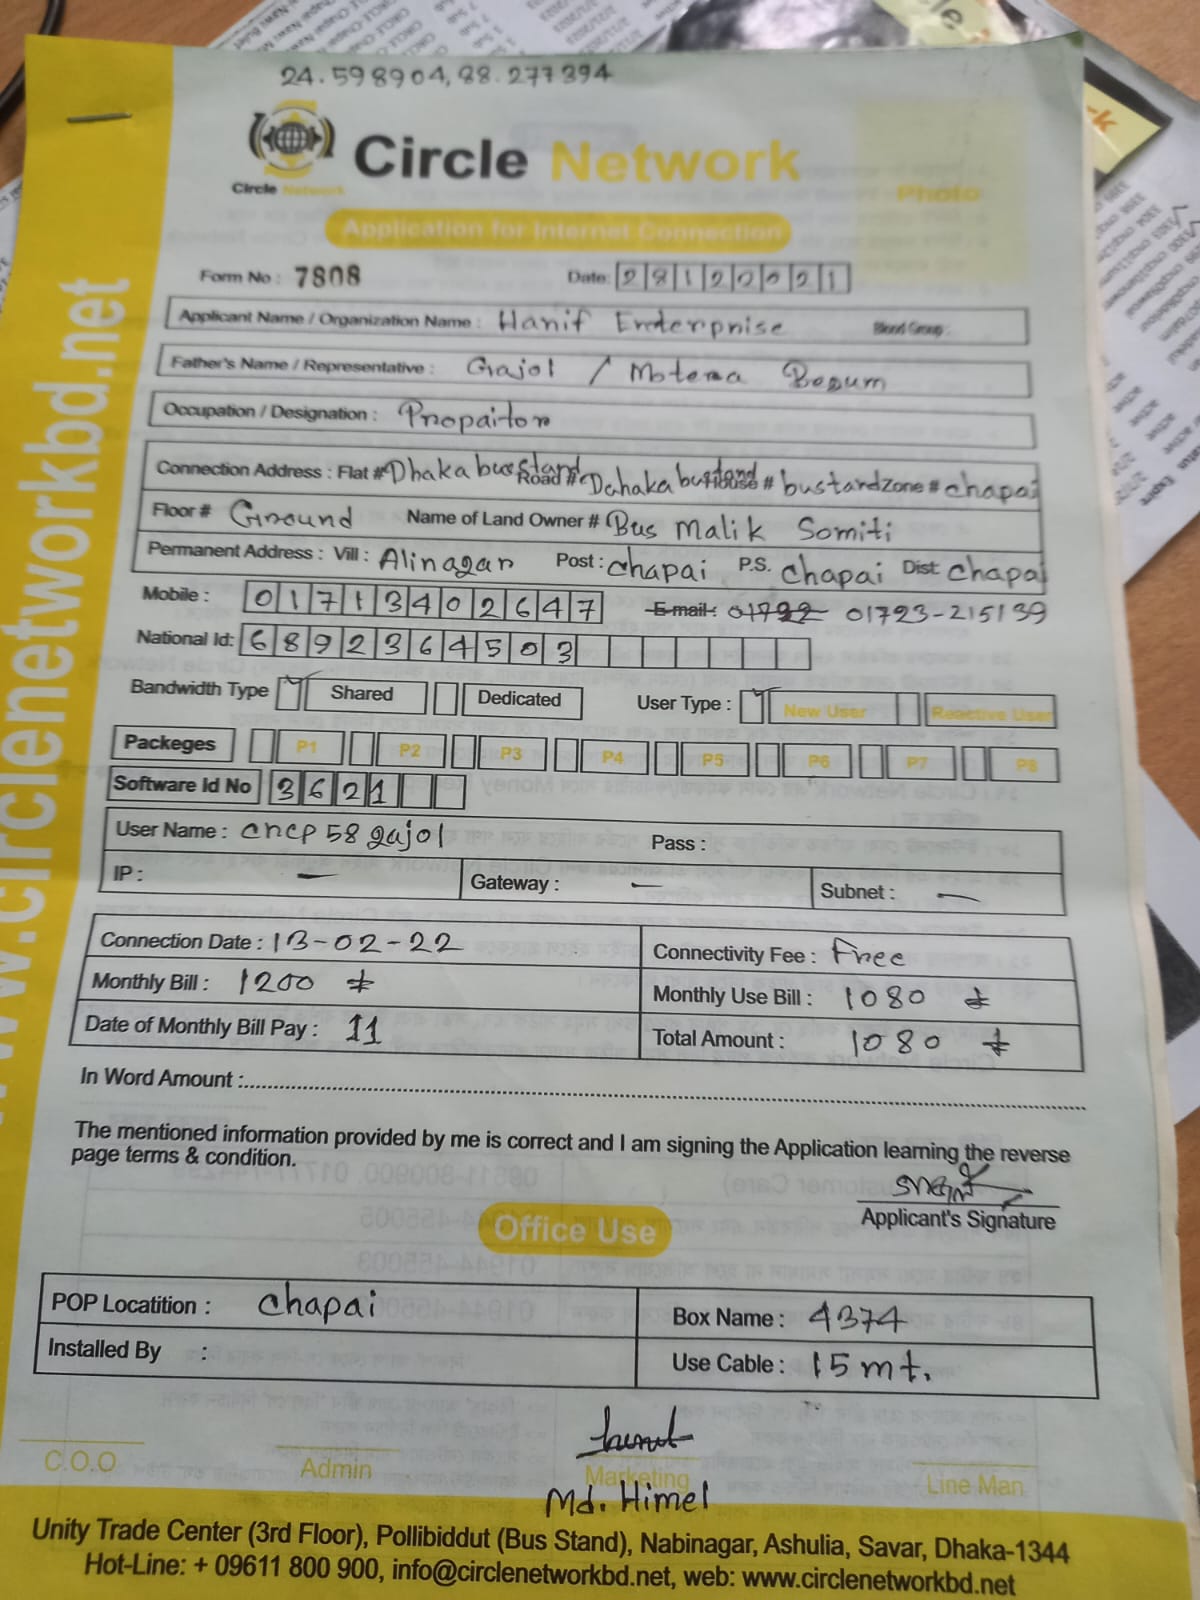 24.598904,88.277394
Circle Network
Circle Network
Photo
Application for Internet Connection
Form No : 7808 Date: 28122021
Applicant Name / Organization Name : Hanif Enterpnise Blood Group :
Father's Name / Representative : Gajol / Motema Begum
Occupation / Designation : Propaiton
Connection Address : Flat # Dhaka bus stand Road # Dahaka bus stand House # bustand Zone # chapai
Floor # Ground Name of Land Owner # Bus Malik Somiti
Permanent Address : Vill : Alinagar Post : chapai P.S. chapai Dist: chapai
Mobile : 01713402647 E-mail : 01722 01723-215139
National Id: 6892364503
Bandwidth Type Shared Dedicated User Type : New User Reactive User
Packeges P1 P2 P3 P4 P5 P6 P7 P8
Software Id No 3621
User Name : cncp58gajol Pass :
IP : — Gateway : — Subnet : —
Connection Date : 13-02-22 Connectivity Fee : Free
Monthly Bill : 1200 Monthly Use Bill : 1080
Date of Monthly Bill Pay : 11 Total Amount : 1080
In Word Amount :
The mentioned information provided by me is correct and I am signing the Application learning the reverse
page terms & condition.
Applicant's Signature
Office Use
POP Locatition : chapai Box Name : 4374
Installed By : Use Cable : 15 mt.
C.O.O Admin Marketing Line Man
Md. Himel
Unity Trade Center (3rd Floor), Pollibiddut (Bus Stand), Nabinagar, Ashulia, Savar, Dhaka-1344
Hot-Line: + 09611 800 900, info@circlenetworkbd.net, web: www.circlenetworkbd.net
www.circlenetworkbd.net